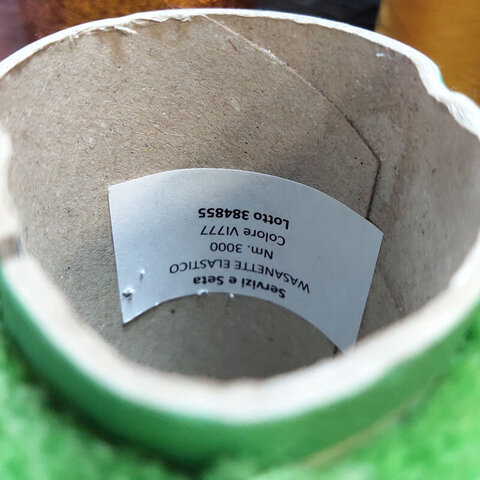 Servizi e Seta
WASANETTE ELASTICO
Nm. 3000
Colore VI777
Lotto 384855